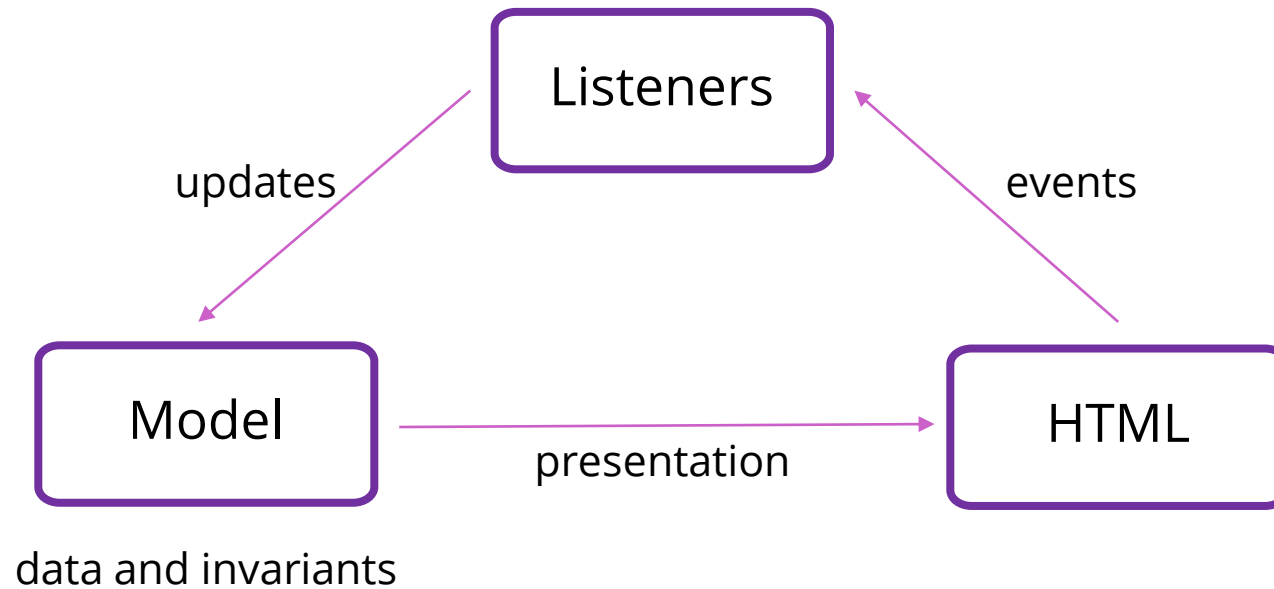 Listeners
updates
events
Model
HTML
presentation
data and invariants